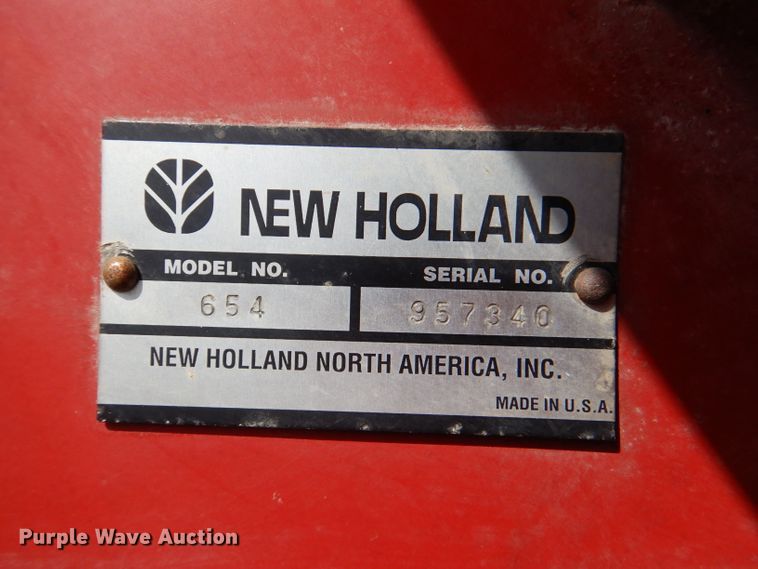 NEW HOLLAND
MODEL NO. SERIAL NO.
654 957340
NEW HOLLAND NORTH AMERICA, INC.
MADE IN U.S.A.
Purple Wave Auction